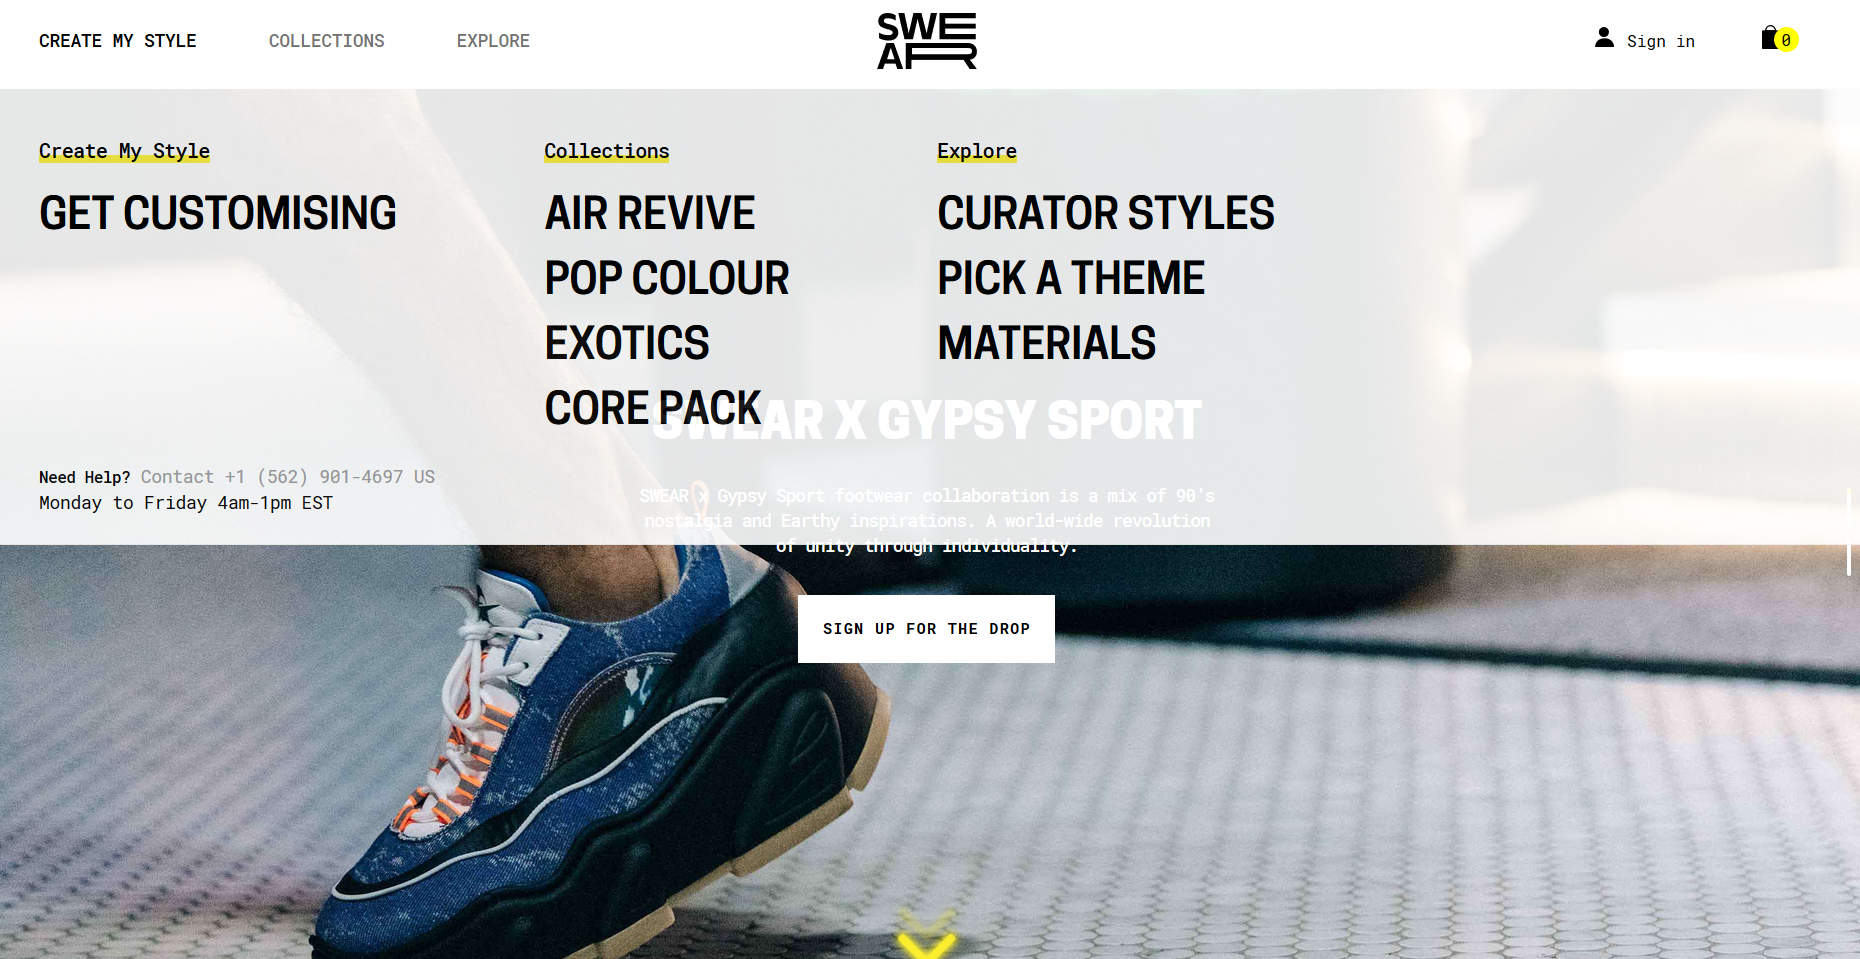 CREATE MY STYLE
COLLECTIONS
EXPLORE
SWE
AR
Sign in
0
Create My Style
GET CUSTOMISING
Collections
AIR REVIVE
POP COLOUR
EXOTICS
CORE PACK
Explore
CURATOR STYLES
PICK A THEME
MATERIALS
Need Help? Contact +1 (562) 901-4697 US
Monday to Friday 4am-1pm EST
SWEAR X GYPSY SPORT
SWEAR x Gypsy Sport footwear collaboration is a mix of 90's
nostalgia and Earthy inspirations. A world-wide revolution
of unity through individuality.
SIGN UP FOR THE DROP